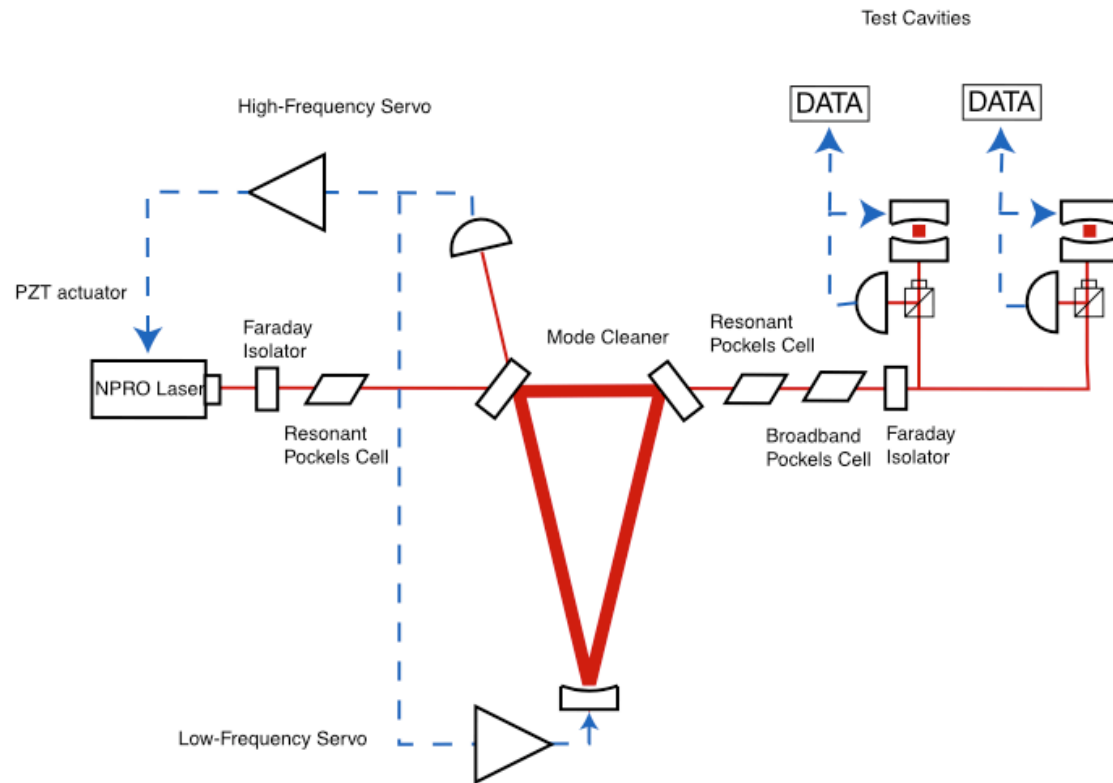 Test Cavities
DATA
DATA
High-Frequency Servo
PZT actuator
NPRO Laser
Faraday
Isolator
Resonant
Pockels Cell
Mode Cleaner
Resonant
Pockels Cell
Broadband
Pockels Cell
Faraday
Isolator
Low-Frequency Servo